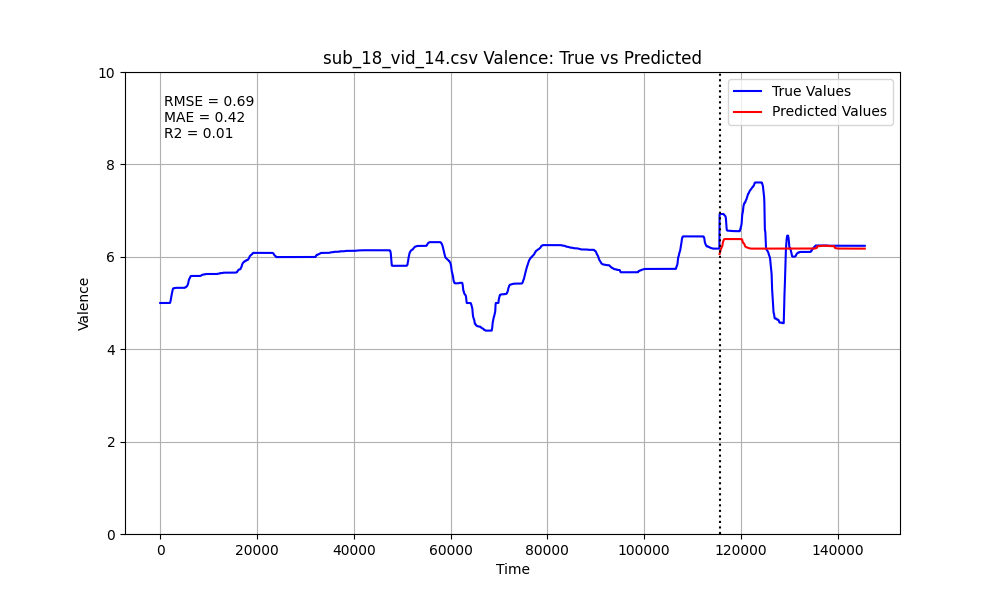 sub_18_vid_14.csv Valence: True vs Predicted
RMSE = 0.69
MAE = 0.42
R2 = 0.01
True Values
Predicted Values
10
8
6
4
2
0
Valence
0 20000 40000 60000 80000 100000 120000 140000
Time